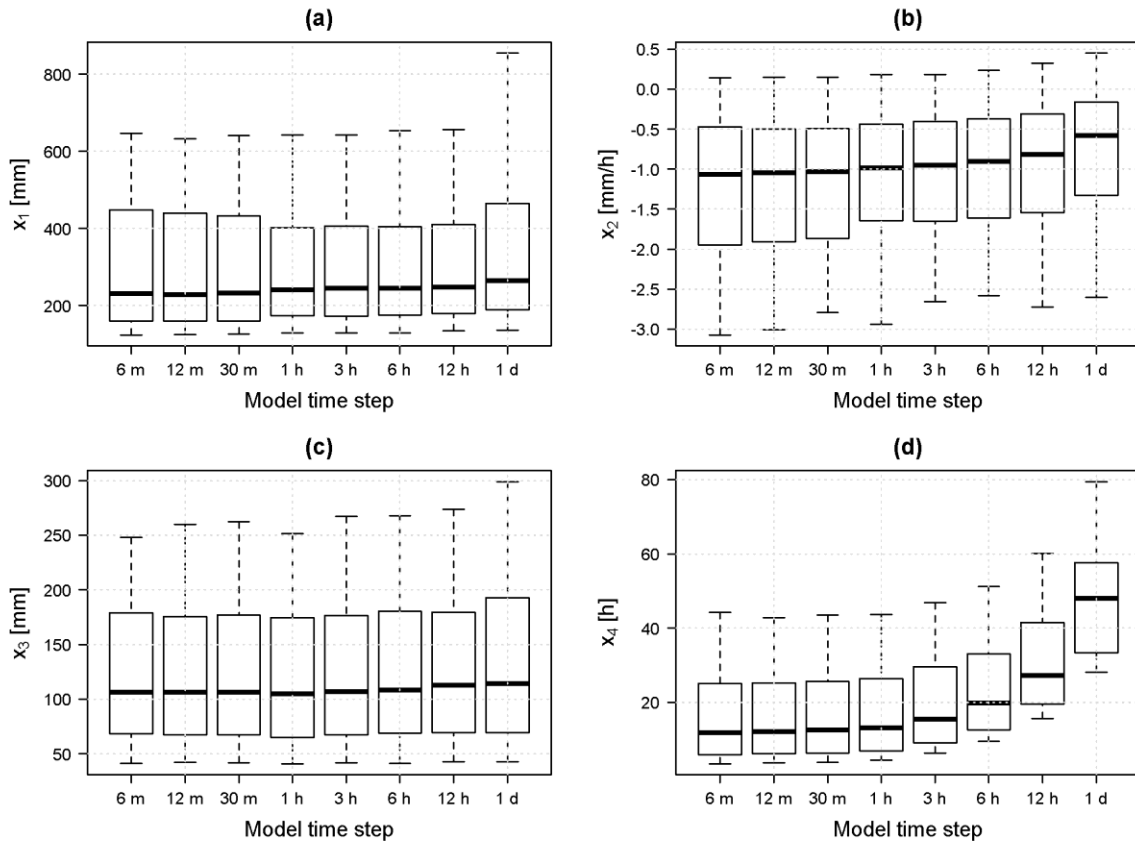 (a)
x1 [mm]
800
600
400
200
6 m 12 m 30 m 1 h 3 h 6 h 12 h 1 d
Model time step
(b)
x2 [mm/h]
0.5
0.0
-0.5
-1.0
-1.5
-2.0
-2.5
-3.0
6 m 12 m 30 m 1 h 3 h 6 h 12 h 1 d
Model time step
(c)
x3 [mm]
300
250
200
150
100
50
6 m 12 m 30 m 1 h 3 h 6 h 12 h 1 d
Model time step
(d)
x4 [h]
80
60
40
20
6 m 12 m 30 m 1 h 3 h 6 h 12 h 1 d
Model time step